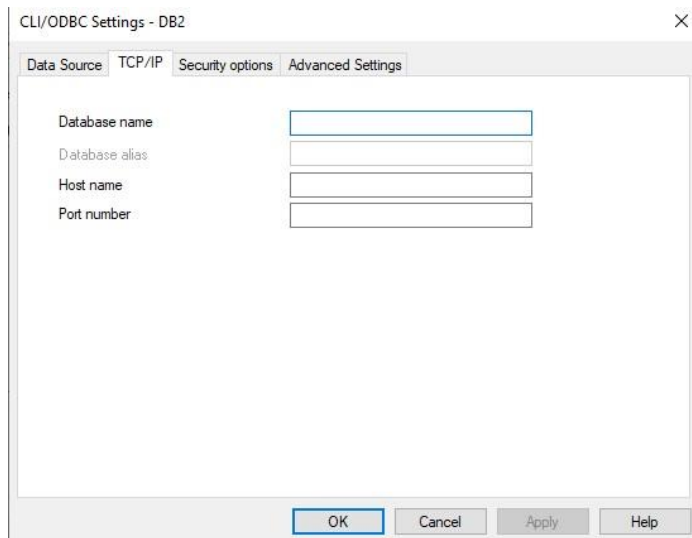 CLI/ODBC Settings - DB2
Data Source TCP/IP Security options Advanced Settings
Database name
Database alias
Host name
Port number
OK Cancel Apply Help